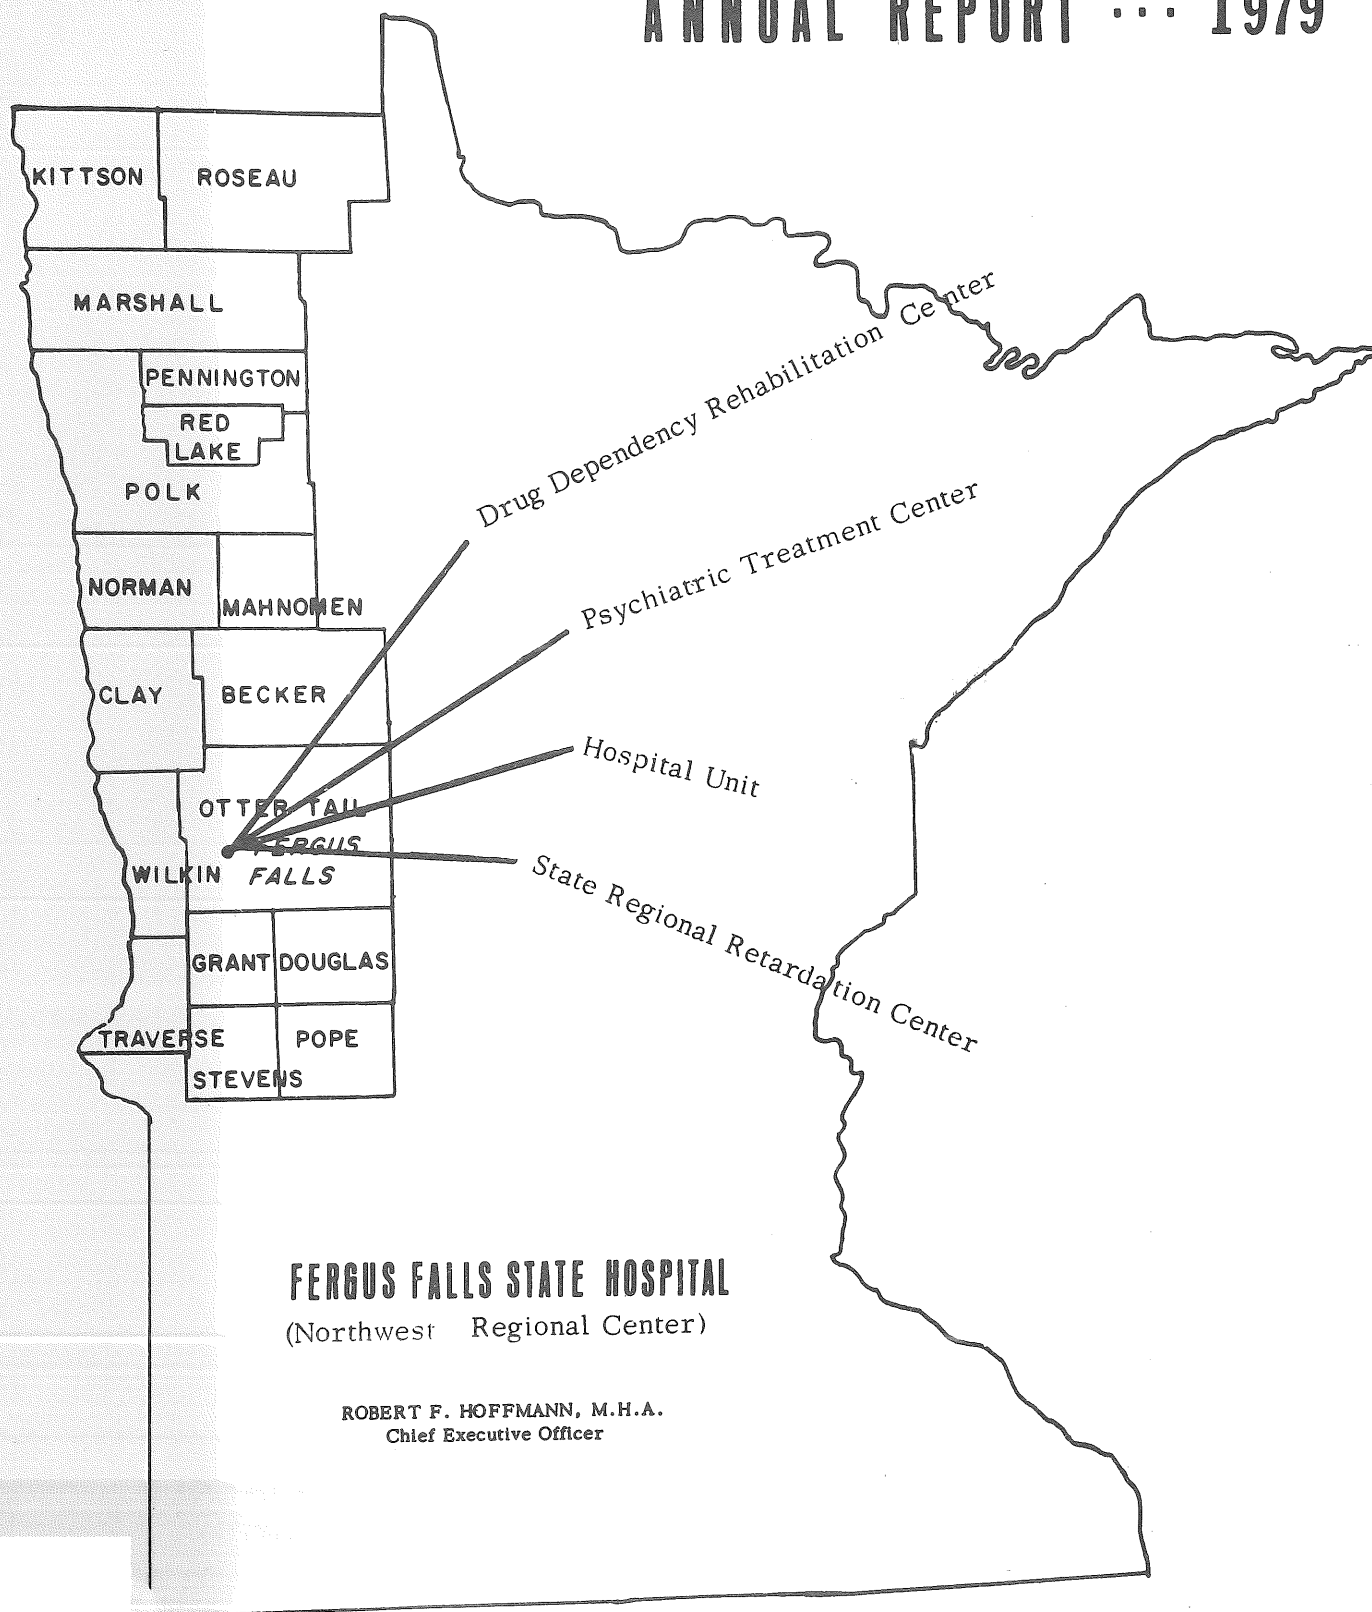 ANNUAL REPORT ... 1979
KITTSON
ROSEAU
MARSHALL
PENNINGTON
RED
LAKE
POLK
NORMAN
MAHNOMEN
CLAY
BECKER
OTTER TAIL
FERGUS
FALLS
WILKIN
GRANT
DOUGLAS
TRAVERSE
POPE
STEVENS
Drug Dependency Rehabilitation Center
Psychiatric Treatment Center
Hospital Unit
State Regional Retardation Center
FERGUS FALLS STATE HOSPITAL
(Northwest Regional Center)
ROBERT F. HOFFMANN, M.H.A.
Chief Executive Officer